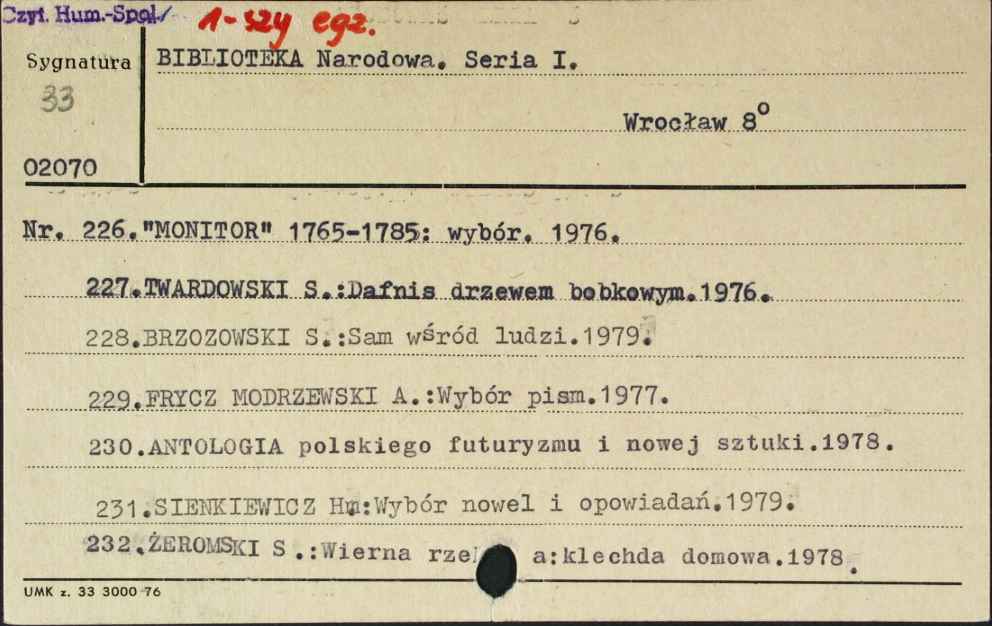 Czyt. Hum.-Społ. 1-szy egz.
Sygnatura BIBLIOTEKA Narodowa. Seria I.
33
Wrocław 8°
02070
Nr. 226."MONITOR" 1765-1785: wybór. 1976.
227.TWARDOWSKI S.:Dafnis drzewem bobkowym.1976.
228.BRZOZOWSKI S.:Sam wśród ludzi.1979.
229.FRYCZ MODRZEWSKI A.:Wybór pism.1977.
230.ANTOLOGIA polskiego futuryzmu i nowej sztuki.1978.
231.SIENKIEWICZ H.:Wybór nowel i opowiadań.1979.
232.ŻEROMSKI S.:Wierna rze a:klechda domowa.1978.
UMK z. 33 3000 76